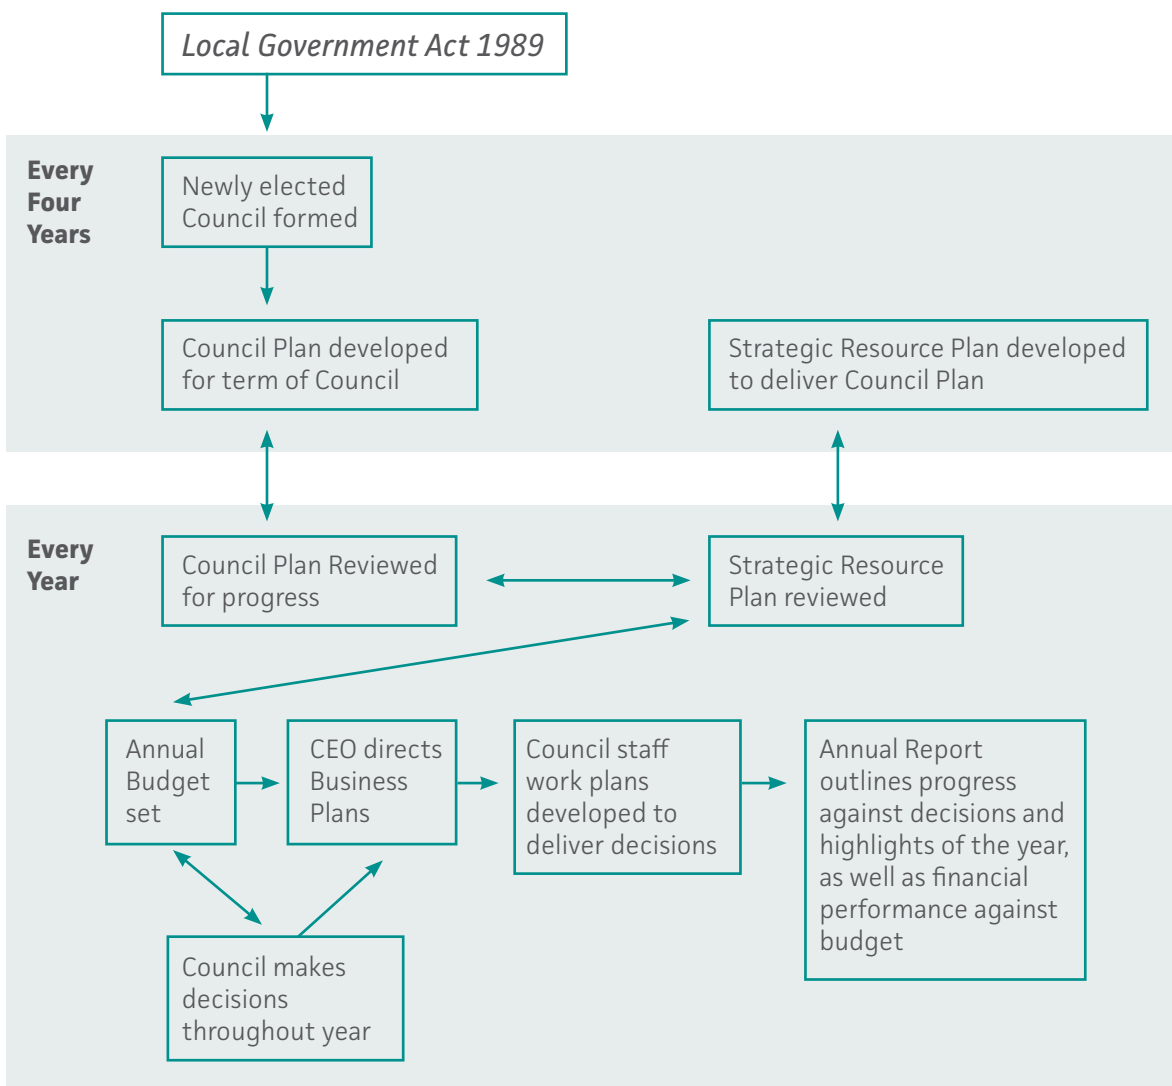 Local Government Act 1989
Every
Four
Years
Newly elected
Council formed
Council Plan developed
for term of Council
Strategic Resource Plan developed
to deliver Council Plan
Every
Year
Council Plan Reviewed
for progress
Strategic Resource
Plan reviewed
Annual
Budget
set
CEO directs
Business
Plans
Council staff
work plans
developed to
deliver decisions
Annual Report
outlines progress
against decisions and
highlights of the year,
as well as financial
performance against
budget
Council makes
decisions
throughout year